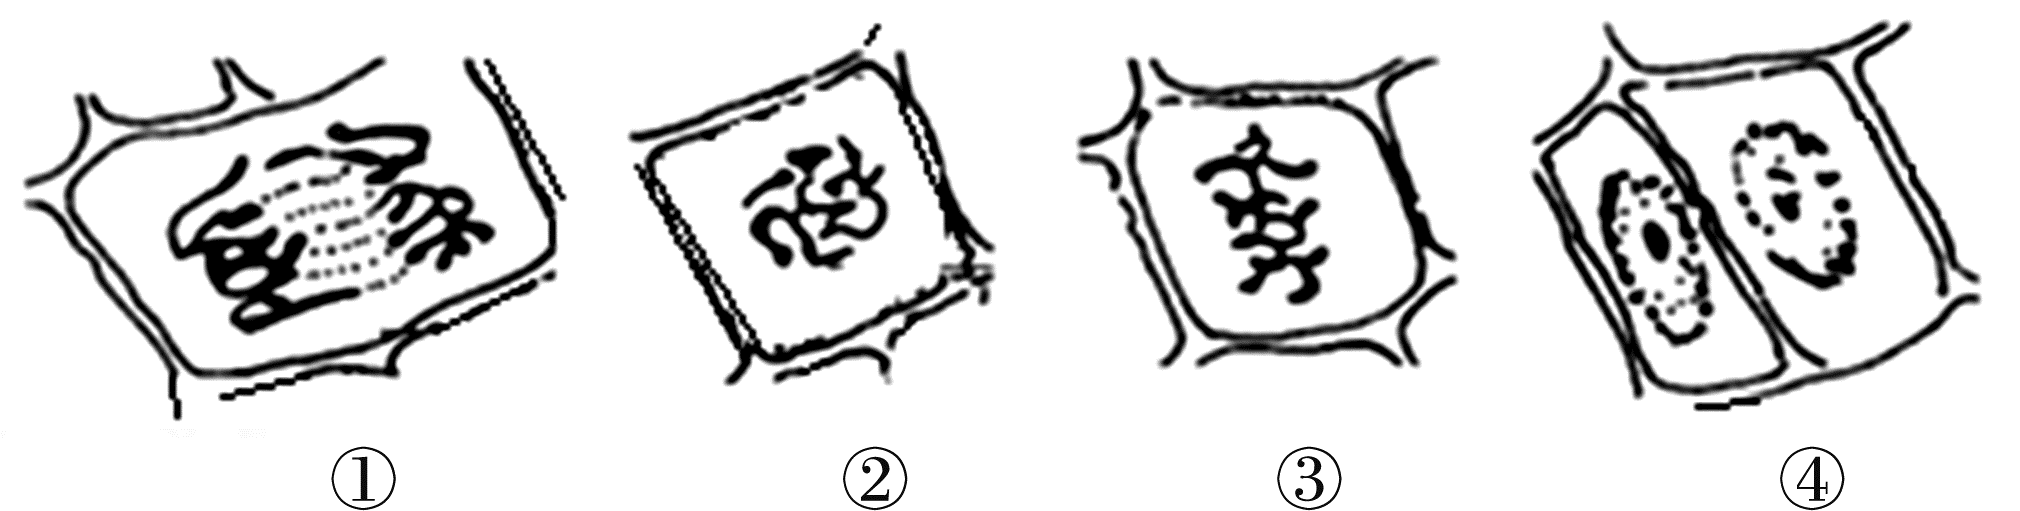 ① ② ③ ④